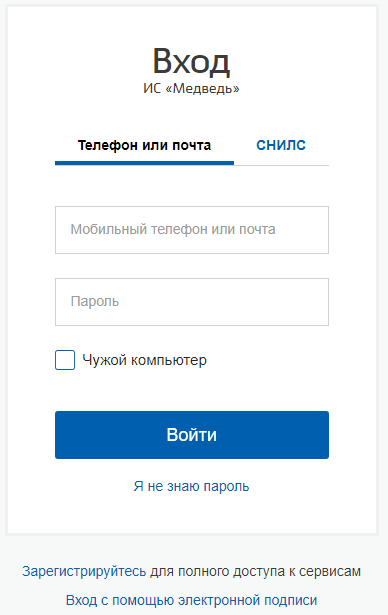 Вход
ИС «Медведь»
Телефон или почта СНИЛС
Мобильный телефон или почта
Пароль
Чужой компьютер
Войти
Я не знаю пароль
Зарегистрируйтесь для полного доступа к сервисам
Вход с помощью электронной подписи